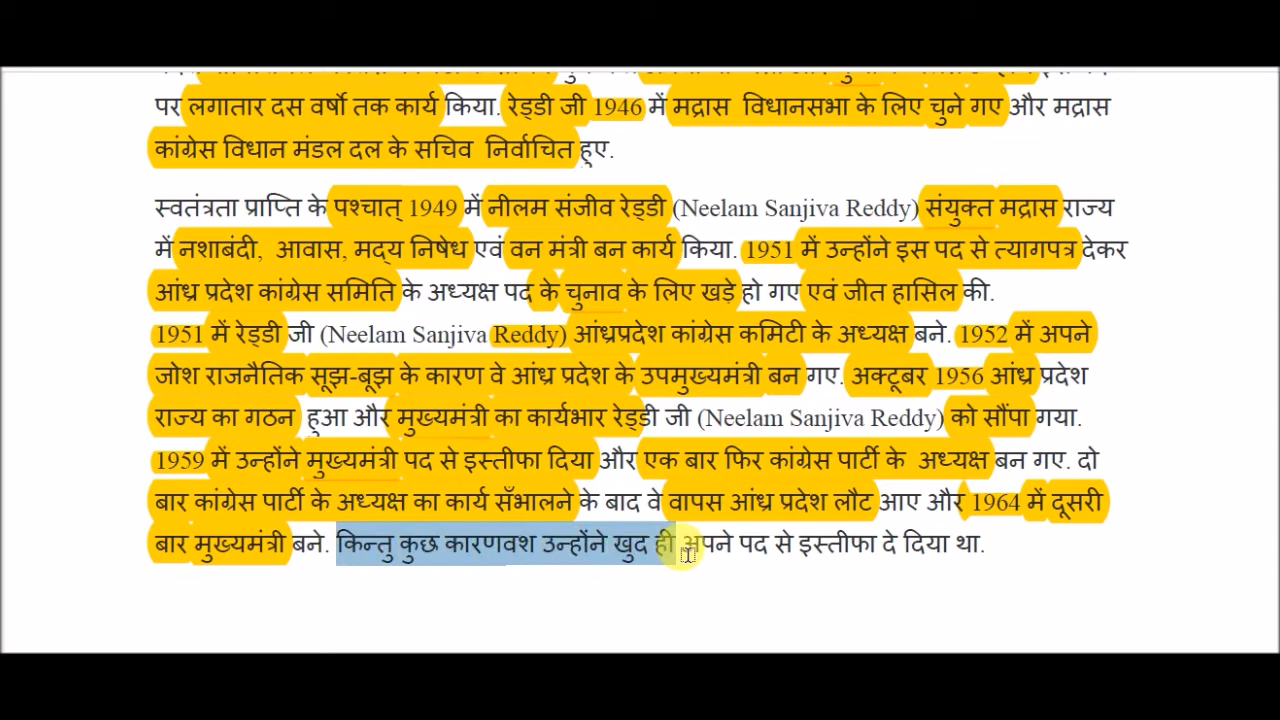 पर लगातार दस वर्षो तक कार्य किया. रेड्डी जी 1946 में मद्रास विधानसभा के लिए चुने गए और मद्रास
कांग्रेस विधान मंडल दल के सचिव निर्वाचित हुए.
स्वतंत्रता प्राप्ति के पश्चात् 1949 में नीलम संजीव रेड्डी (Neelam Sanjiva Reddy) संयुक्त मद्रास राज्य
में नशाबंदी, आवास, मद्य निषेध एवं वन मंत्री बन कार्य किया. 1951 में उन्होंने इस पद से त्यागपत्र देकर
आंध्र प्रदेश कांग्रेस समिति के अध्यक्ष पद के चुनाव के लिए खड़े हो गए एवं जीत हासिल की.
1951 में रेड्डी जी (Neelam Sanjiva Reddy) आंध्रप्रदेश कांग्रेस कमिटी के अध्यक्ष बने. 1952 में अपने
जोश राजनैतिक सूझ-बूझ के कारण वे आंध्र प्रदेश के उपमुख्यमंत्री बन गए. अक्टूबर 1956 आंध्र प्रदेश
राज्य का गठन हुआ और मुख्यमंत्री का कार्यभार रेड्डी जी (Neelam Sanjiva Reddy) को सौंपा गया.
1959 में उन्होंने मुख्यमंत्री पद से इस्तीफा दिया और एक बार फिर कांग्रेस पार्टी के अध्यक्ष बन गए. दो
बार कांग्रेस पार्टी के अध्यक्ष का कार्य सँभालने के बाद वे वापस आंध्र प्रदेश लौट आए और 1964 में दूसरी
बार मुख्यमंत्री बने. किन्तु कुछ कारणवश उन्होंने खुद ही अपने पद से इस्तीफा दे दिया था.